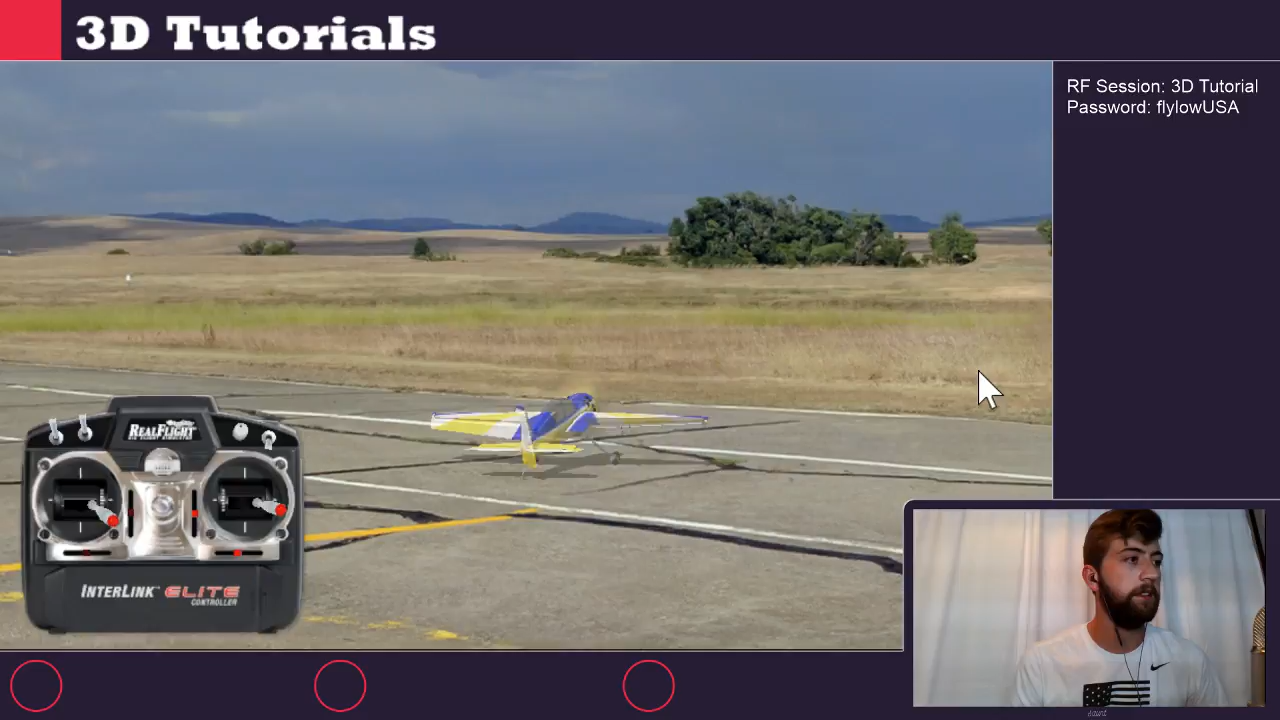 3D Tutorials
RF Session: 3D Tutorial
Password: flylowUSA
REALFLIGHT
INTERLINK ELITE
CONTROLLER